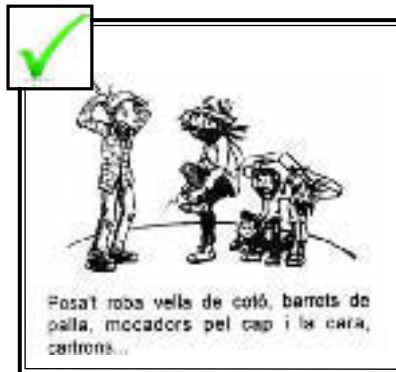 Posa't roba vella de cotó, barrets de
palla, mocadors pel cap i la cara,
cartrons...